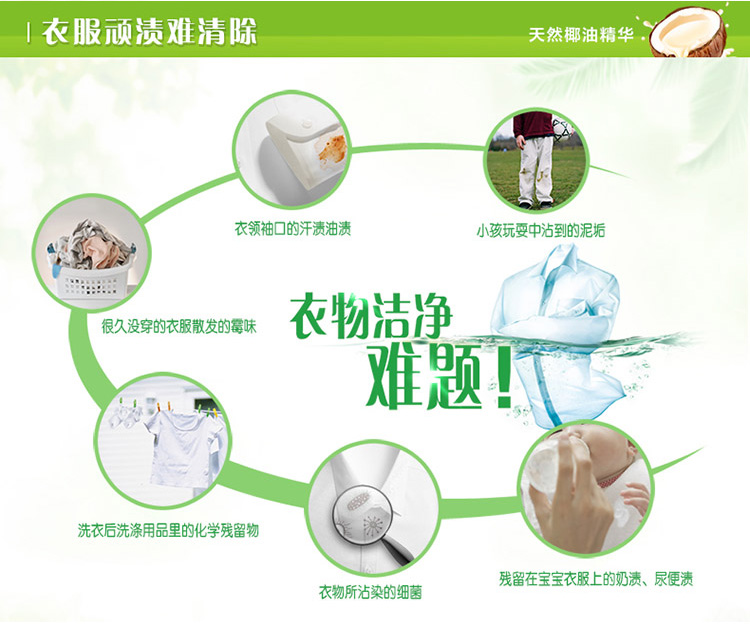 衣服顽渍难清除
天然椰油精华
衣领袖口的汗渍油渍
小孩玩耍中沾到的泥垢
很久没穿的衣服散发的霉味
衣物洁净
难题!
洗衣后洗涤用品里的化学残留物
衣物所沾染的细菌
残留在宝宝衣服上的奶渍、尿便渍